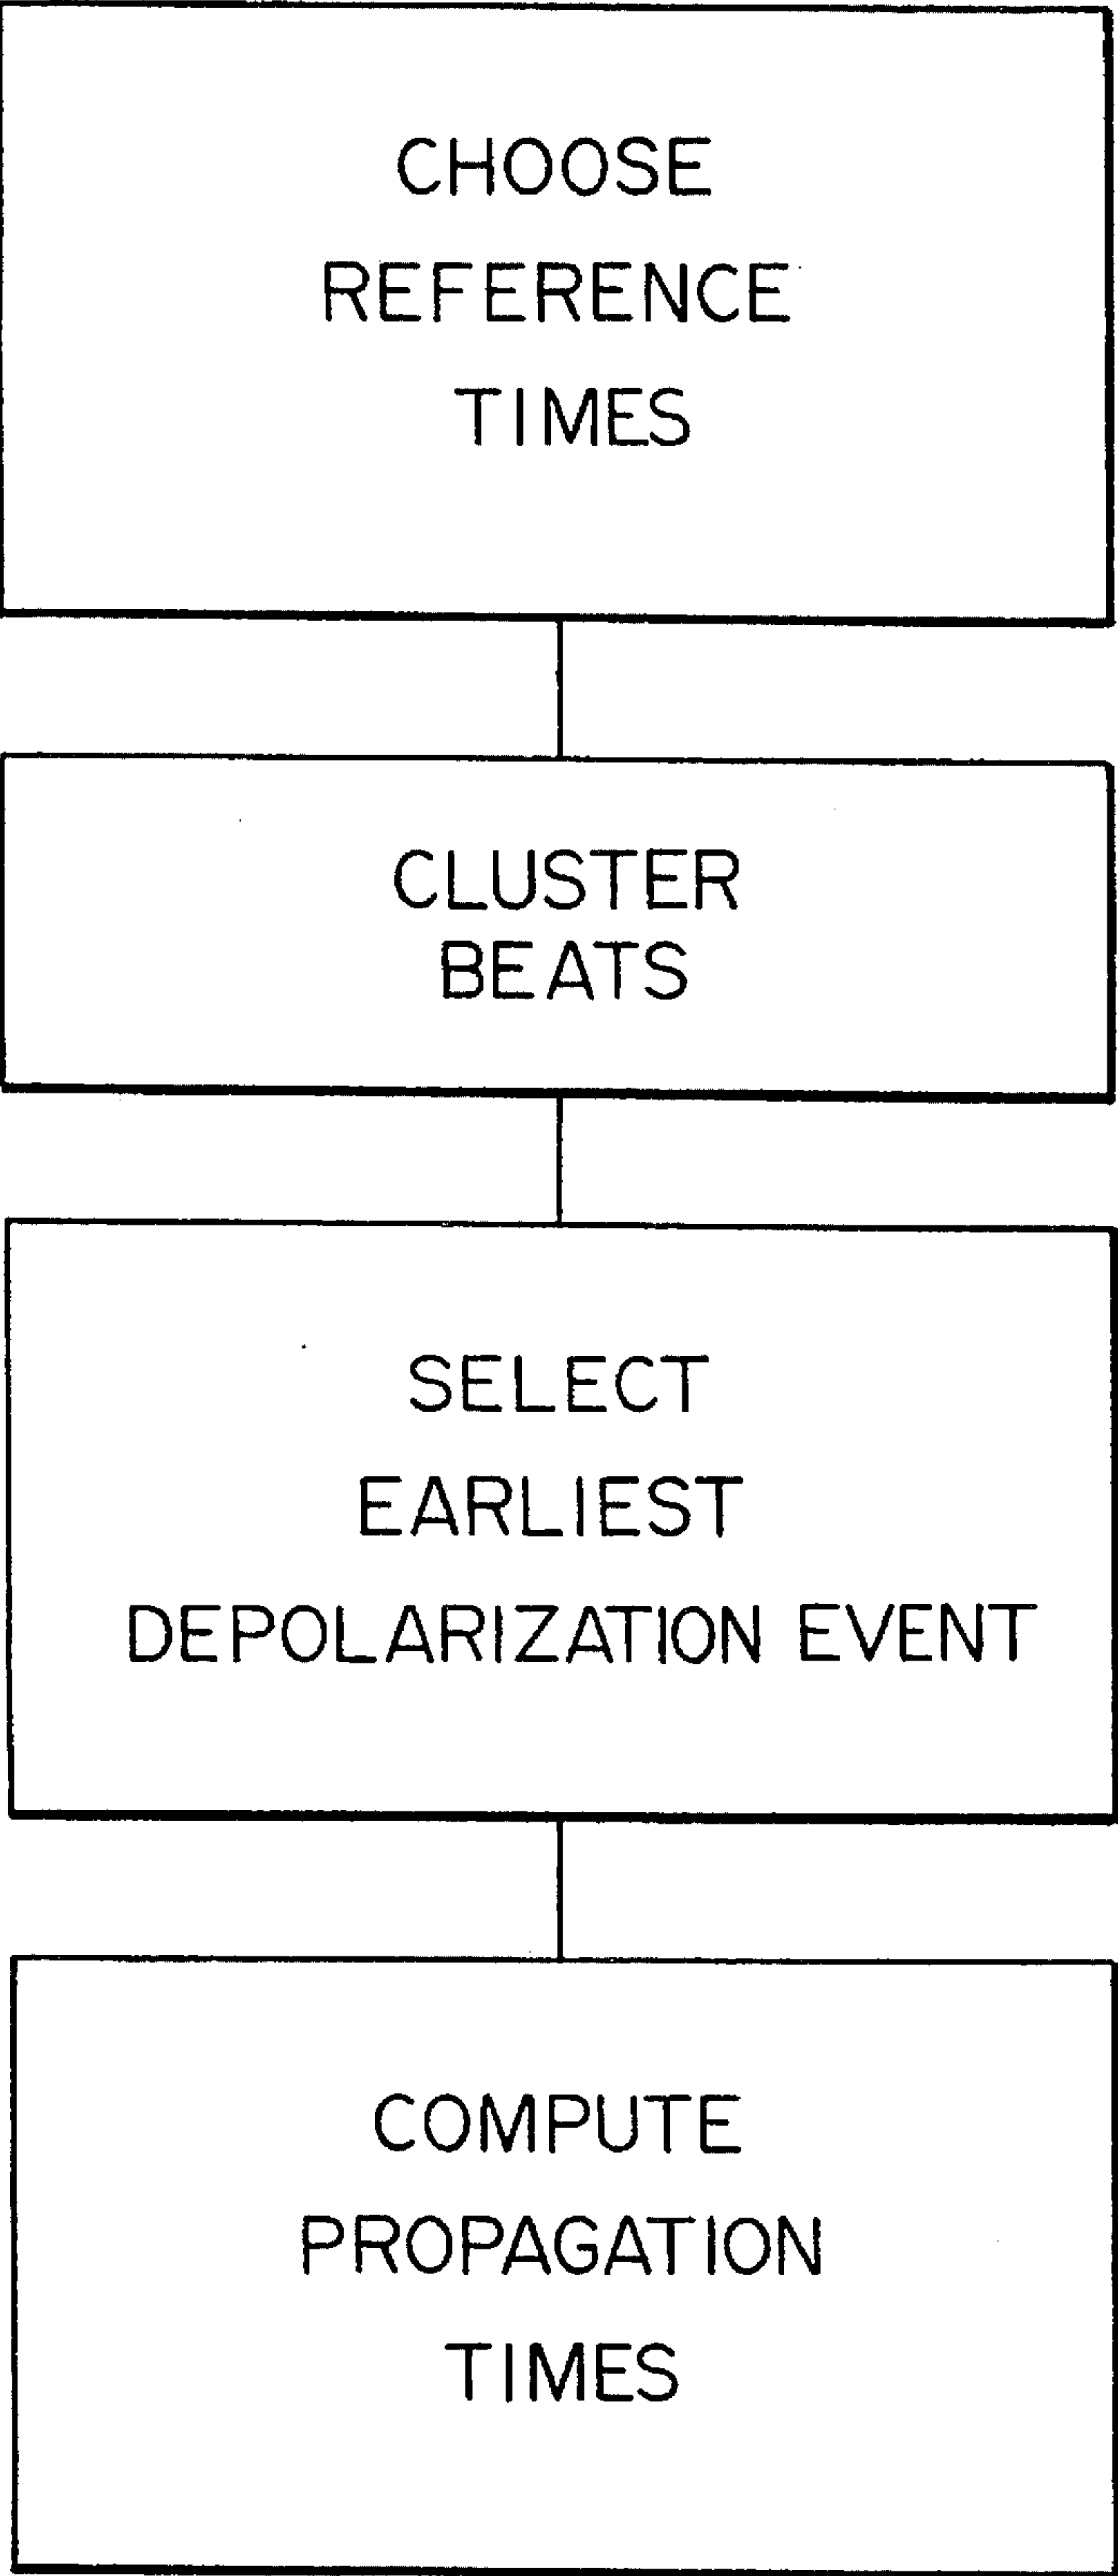 CHOOSE
REFERENCE
TIMES
CLUSTER
BEATS
SELECT
EARLIEST
DEPOLARIZATION EVENT
COMPUTE
PROPAGATION
TIMES